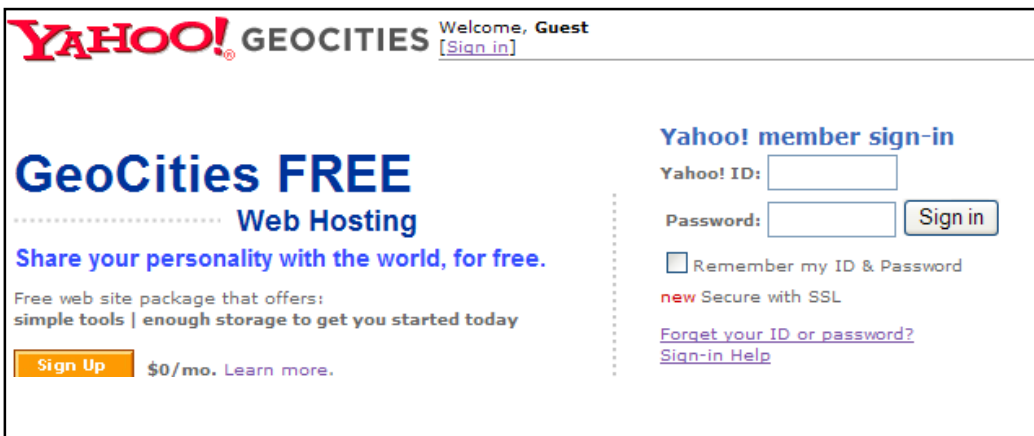 YAHOO!® GEOCITIES
Welcome, Guest
[Sign in]
GeoCities FREE
Web Hosting
Share your personality with the world, for free.
Free web site package that offers:
simple tools | enough storage to get you started today
Sign Up $0/mo. Learn more.
Yahoo! member sign-in
Yahoo! ID:
Password: Sign in
Remember my ID & Password
new Secure with SSL
Forget your ID or password?
Sign-in Help